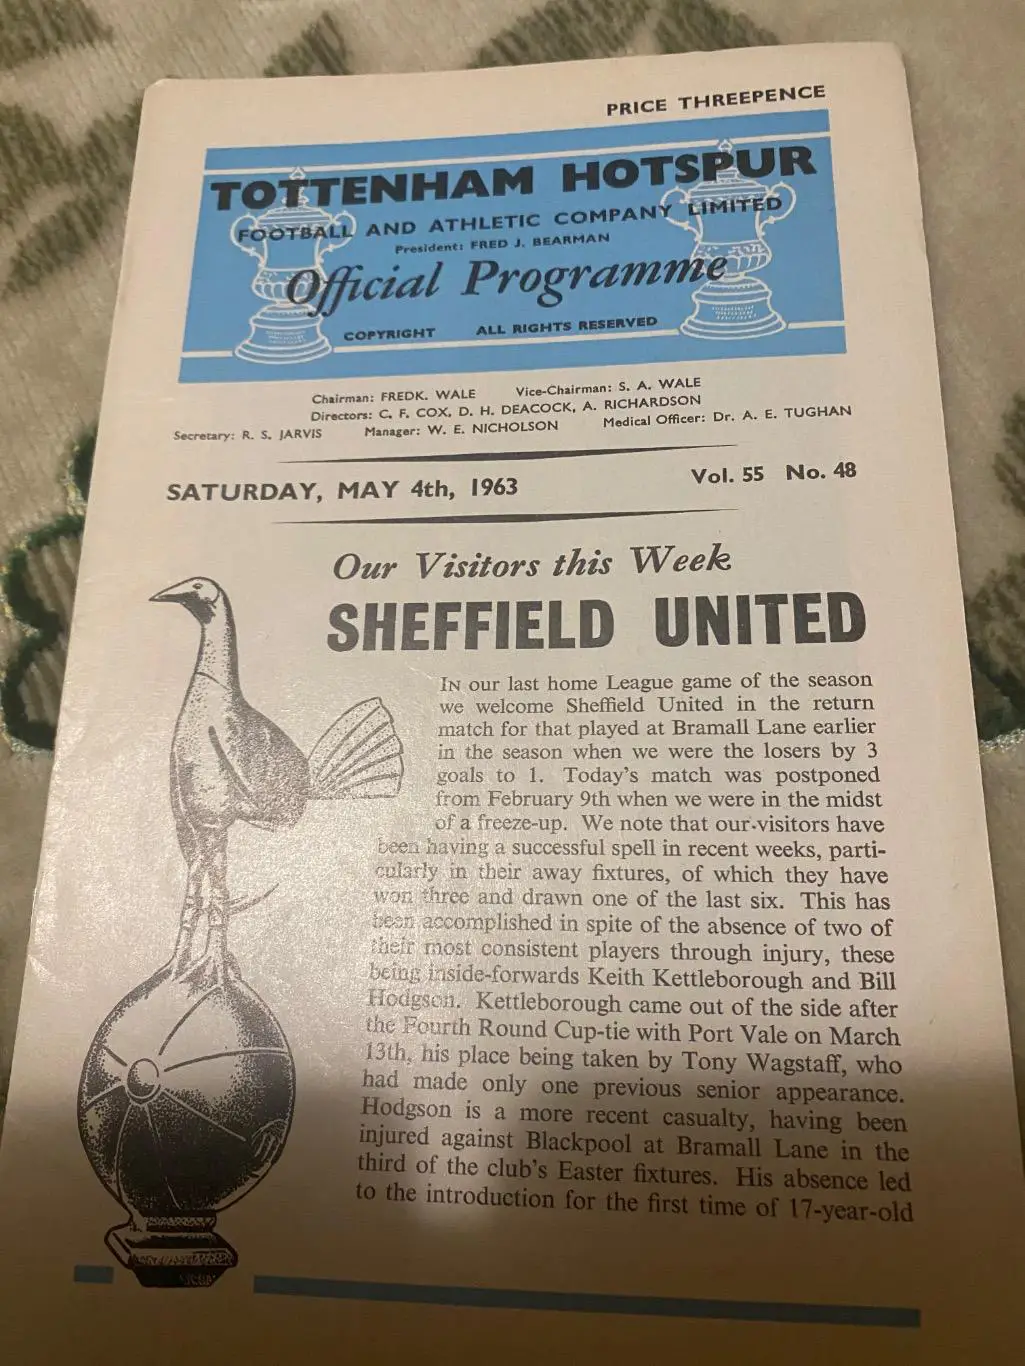 PRICE THREEPENCE
TOTTENHAM HOTSPUR
FOOTBALL AND ATHLETIC COMPANY LIMITED
President: FRED J. BEARMAN
Official Programme
COPYRIGHT ALL RIGHTS RESERVED
Chairman: FREDK. WALE Vice-Chairman: S. A. WALE
Directors: C. F. COX, D. H. DEACOCK, A. RICHARDSON
Secretary: R. S. JARVIS Manager: W. E. NICHOLSON Medical Officer: Dr. A. E. TUGHAN
SATURDAY, MAY 4th, 1963 Vol. 55 No. 48
Our Visitors this Week
SHEFFIELD UNITED
IN our last home League game of the season
we welcome Sheffield United in the return
match for that played at Bramall Lane earlier
in the season when we were the losers by 3
goals to 1. Today's match was postponed
from February 9th when we were in the midst
of a freeze-up. We note that our visitors have
been having a successful spell in recent weeks, parti-
cularly in their away fixtures, of which they have
won three and drawn one of the last six. This has
been accomplished in spite of the absence of two of
their most consistent players through injury, these
being inside-forwards Keith Kettleborough and Bill
Hodgson. Kettleborough came out of the side after
the Fourth Round Cup-tie with Port Vale on March
13th, his place being taken by Tony Wagstaff, who
had made only one previous senior appearance.
Hodgson is a more recent casualty, having been
injured against Blackpool at Bramall Lane in the
third of the club's Easter fixtures. His absence led
to the introduction for the first time of 17-year-old